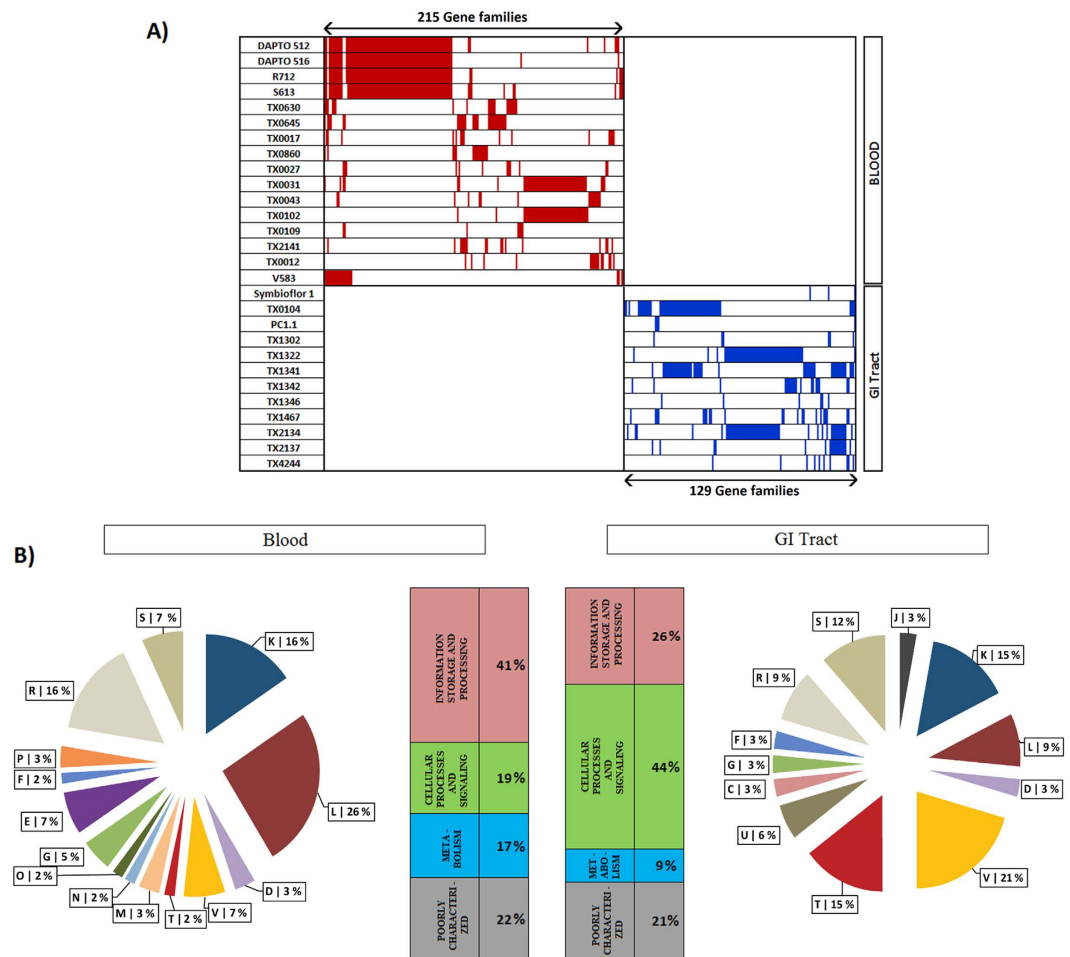 215 Gene families
A)
DAPTO 512
DAPTO 516
R712
S613
TX0630
TX0645
TX0017
TX0860
TX0027
TX0031
TX0043
TX0102
TX0109
TX2141
TX0012
V583
BLOOD
Symbioflor 1
TX0104
PC1.1
TX1302
TX1322
TX1341
TX1342
TX1346
TX1467
TX2134
TX2137
TX4244
GI Tract
129 Gene families
B)
Blood
GI Tract
S | 7 %
K | 16 %
R | 16 %
P | 3 %
F | 2 %
E | 7 %
G | 5 %
O | 2 %
N | 2 %
M | 3 %
T | 2 %
V | 7 %
D | 3 %
L | 26 %
INFORMATION
STORAGE AND
PROCESSING
41%
CELLULAR
PROCESSES
AND
SIGNALING
19%
META -
BOLISM
17%
POORLY
CHARACTERI -
ZED
22%
INFORMATION
STORAGE AND
PROCESSING
26%
CELLULAR
PROCESSES
AND
SIGNALING
44%
MET -
ABO -
LISM
9%
POORLY
CHARACTERI -
ZED
21%
J | 3 %
S | 12 %
K | 15 %
R | 9 %
L | 9 %
F | 3 %
G | 3 %
C | 3 %
D | 3 %
U | 6 %
T | 15 %
V | 21 %